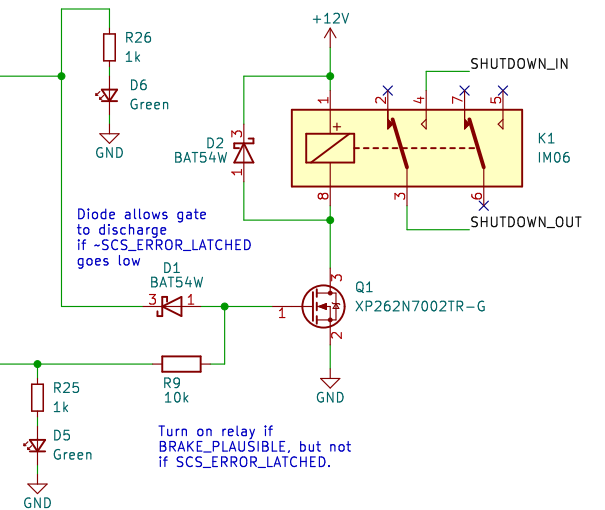 +12V
R26
1k
D6
Green
GND
SHUTDOWN_IN
1
2
4
7
5
+
K1
IM06
D2
BAT54W
3
1
8
3
6
SHUTDOWN_OUT
Diode allows gate
to discharge
if ~SCS_ERROR_LATCHED
goes low
D1
BAT54W
3
1
1
3
2
Q1
XP262N7002TR-G
GND
R9
10k
R25
1k
D5
Green
GND
Turn on relay if
BRAKE_PLAUSIBLE, but not
if SCS_ERROR_LATCHED.